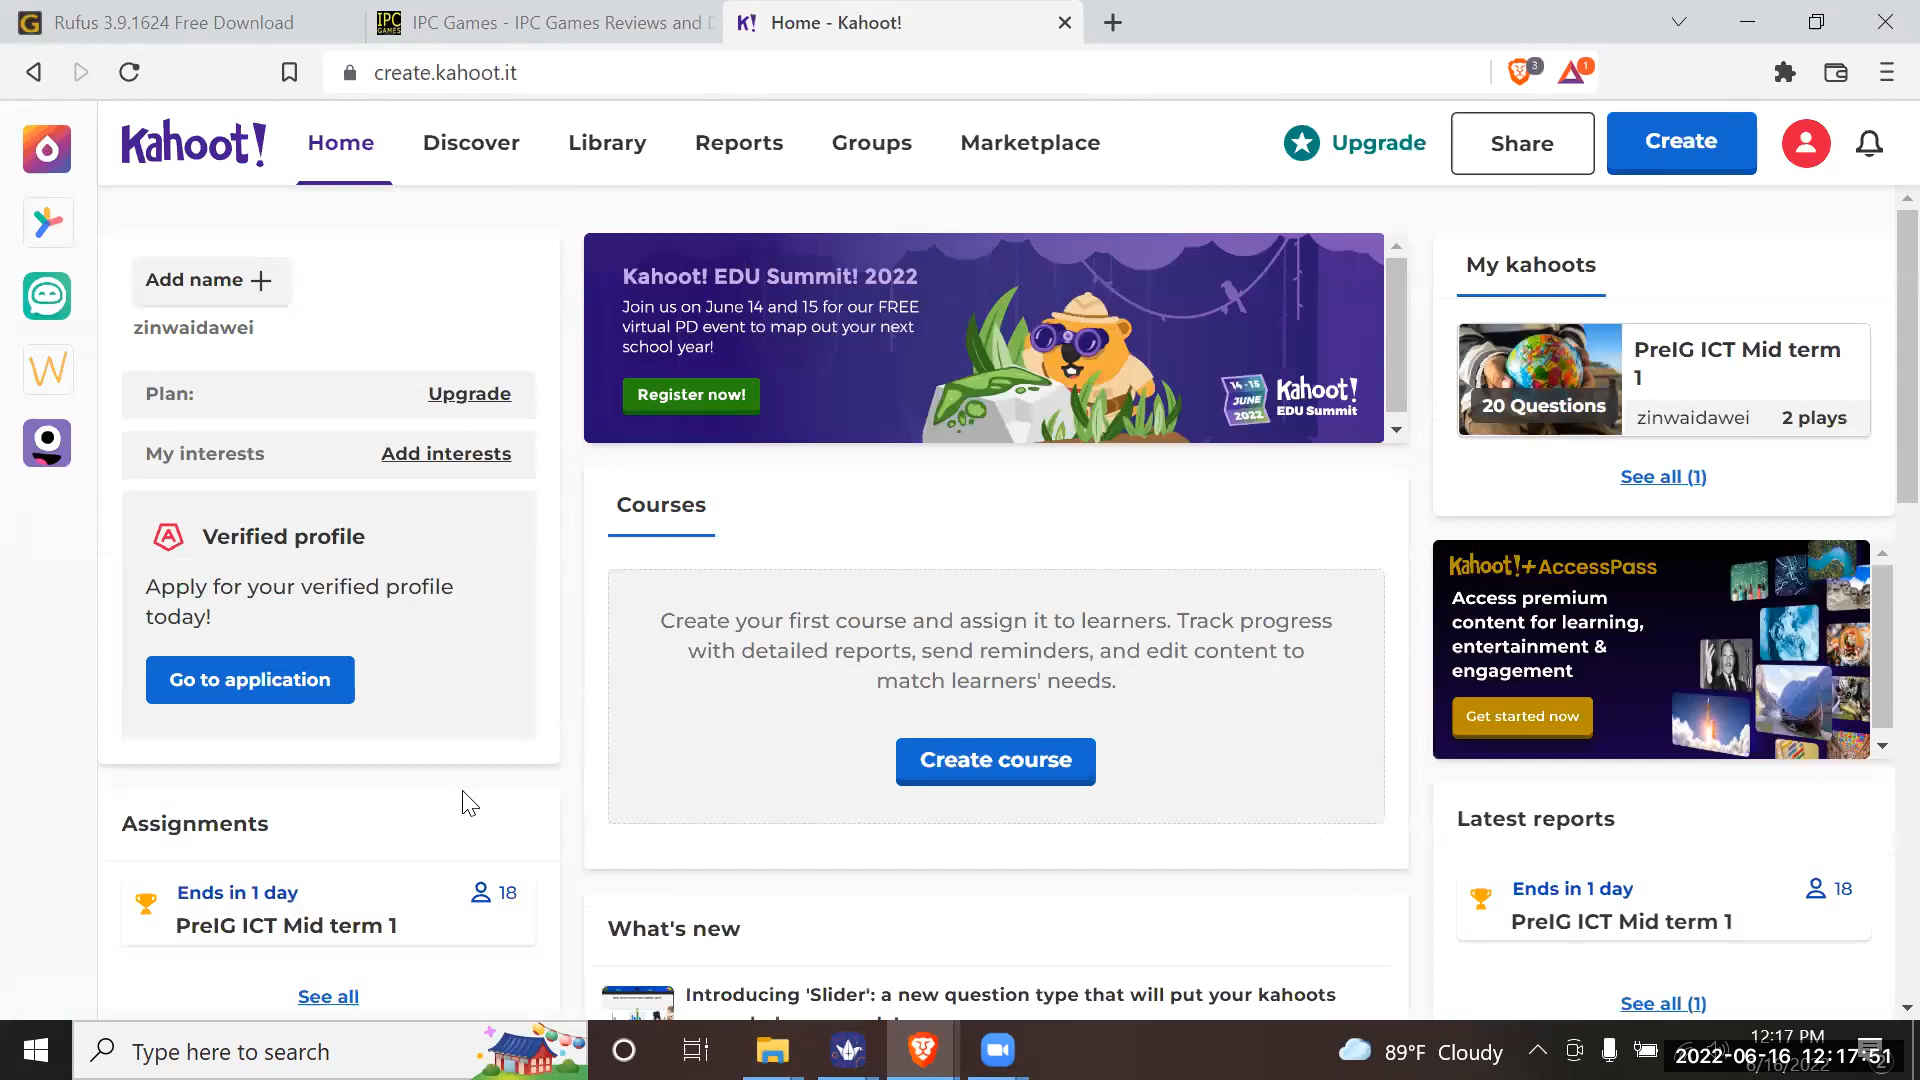 Rufus 3.9.1624 Free Download
IPC GAMES
IPC Games - IPC Games Reviews and D
K!
Home - Kahoot!
create.kahoot.it
3
1
Kahoot!
Home
Discover
Library
Reports
Groups
Marketplace
Upgrade
Share
Create
Add name
zinwaidawei
Plan:
Upgrade
My interests
Add interests
Verified profile
Apply for your verified profile
today!
Go to application
Assignments
Ends in 1 day
18
PreIG ICT Mid term 1
See all
Kahoot! EDU Summit! 2022
Join us on June 14 and 15 for our FREE
virtual PD event to map out your next
school year!
Register now!
14 - 15
JUNE
2022
Kahoot!
EDU Summit
Courses
Create your first course and assign it to learners. Track progress
with detailed reports, send reminders, and edit content to
match learners' needs.
Create course
What's new
Introducing 'Slider': a new question type that will put your kahoots
My kahoots
20 Questions
PreIG ICT Mid term
1
zinwaidawei
2 plays
See all (1)
Kahoot!+ AccessPass
Access premium
content for learning,
entertainment &
engagement
Get started now
Latest reports
Ends in 1 day
18
PreIG ICT Mid term 1
See all (1)
Type here to search
89°F Cloudy
12:17 PM
2022-06-16 12:17:51
6/16/2022